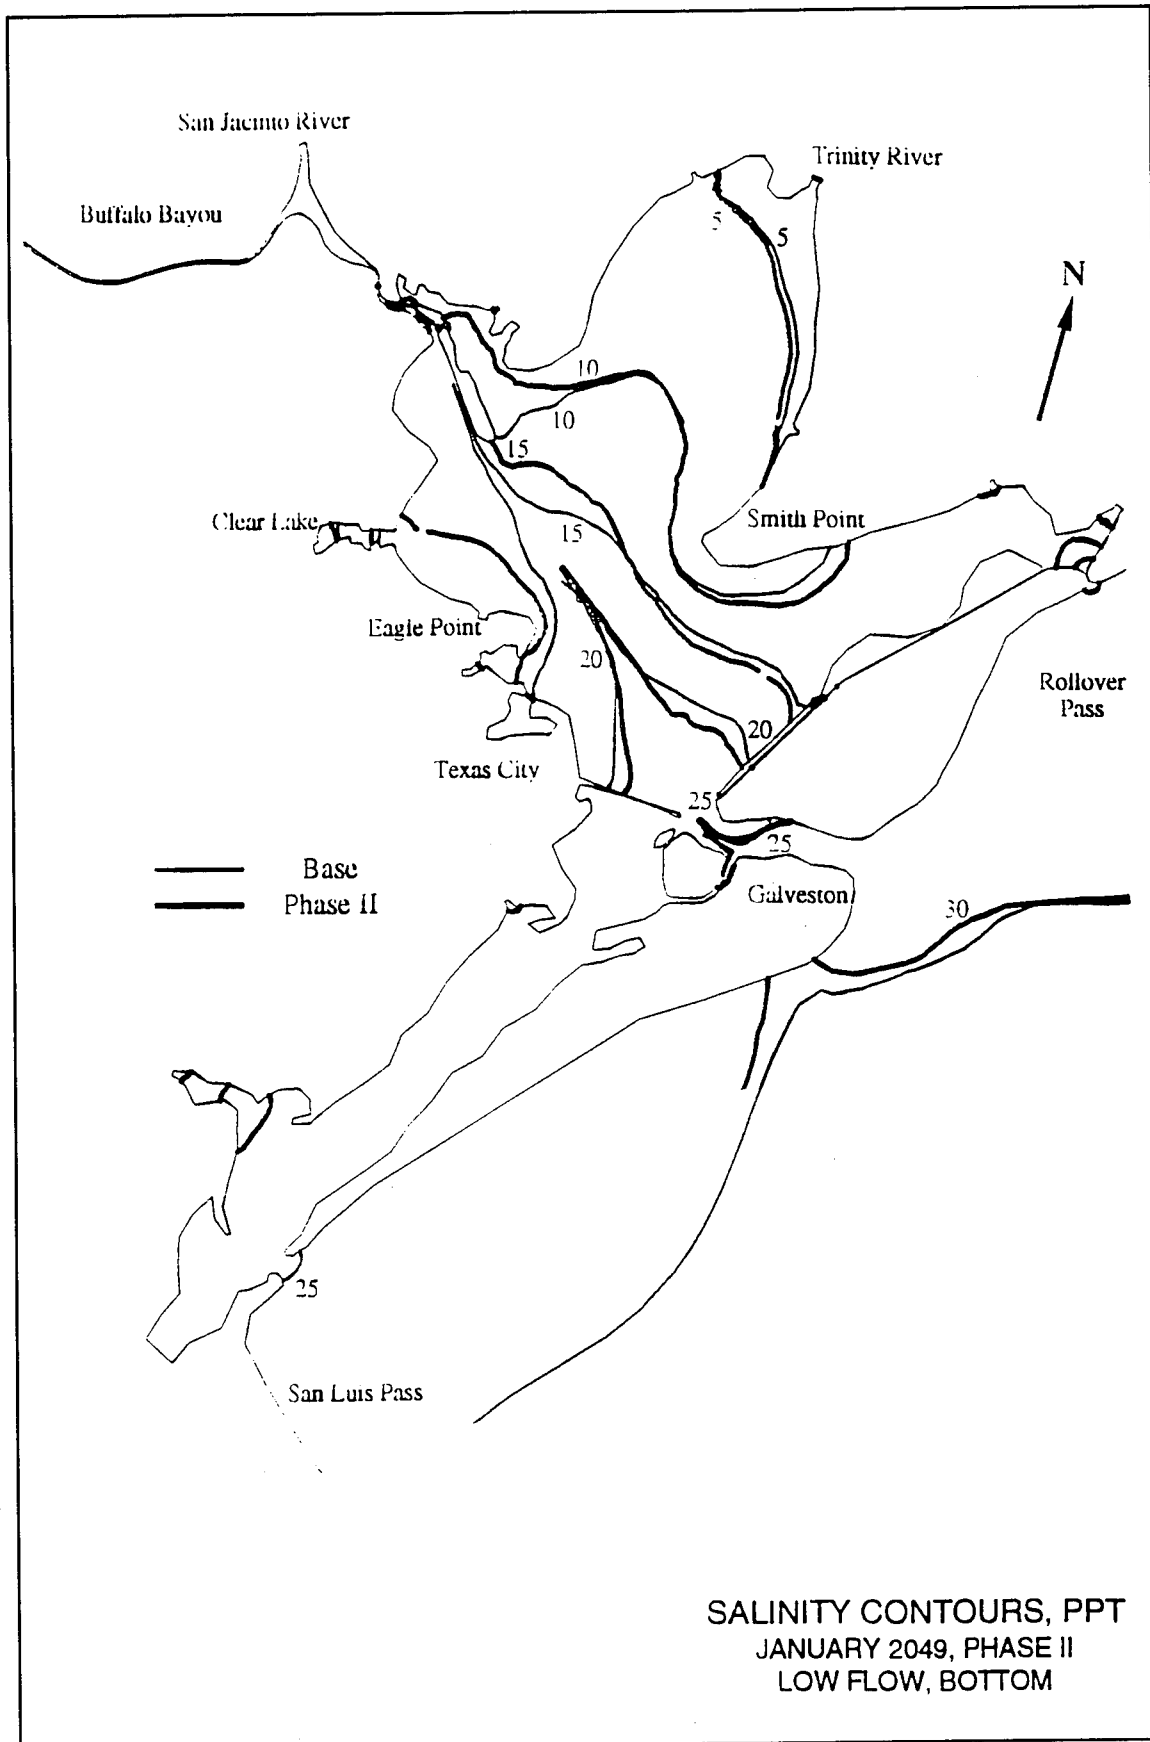 San Jacinto River
Trinity River
Buffalo Bayou
5
5
N
10
10
15
Smith Point
Clear Lake
15
Eagle Point
20
Rollover
Pass
20
Texas City
25
25
Base
Phase II
Galveston
30
25
San Luis Pass
SALINITY CONTOURS, PPT
JANUARY 2049, PHASE II
LOW FLOW, BOTTOM